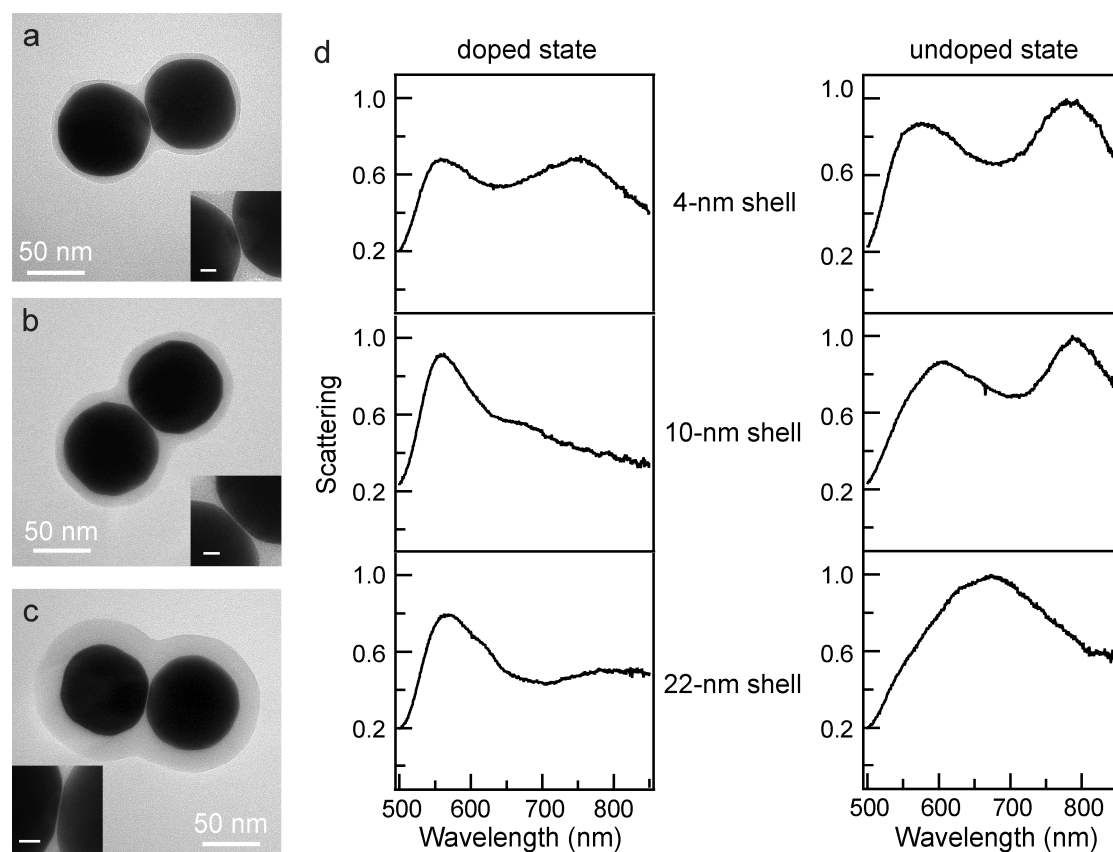 a
50 nm
b
50 nm
c
50 nm
d
doped state
undoped state
1.0
0.6
0.2
4-nm shell
1.0
0.6
0.2
Scattering
1.0
0.6
0.2
10-nm shell
1.0
0.6
0.2
1.0
0.6
0.2
22-nm shell
1.0
0.6
0.2
500 600 700 800
Wavelength (nm)
500 600 700 800
Wavelength (nm)